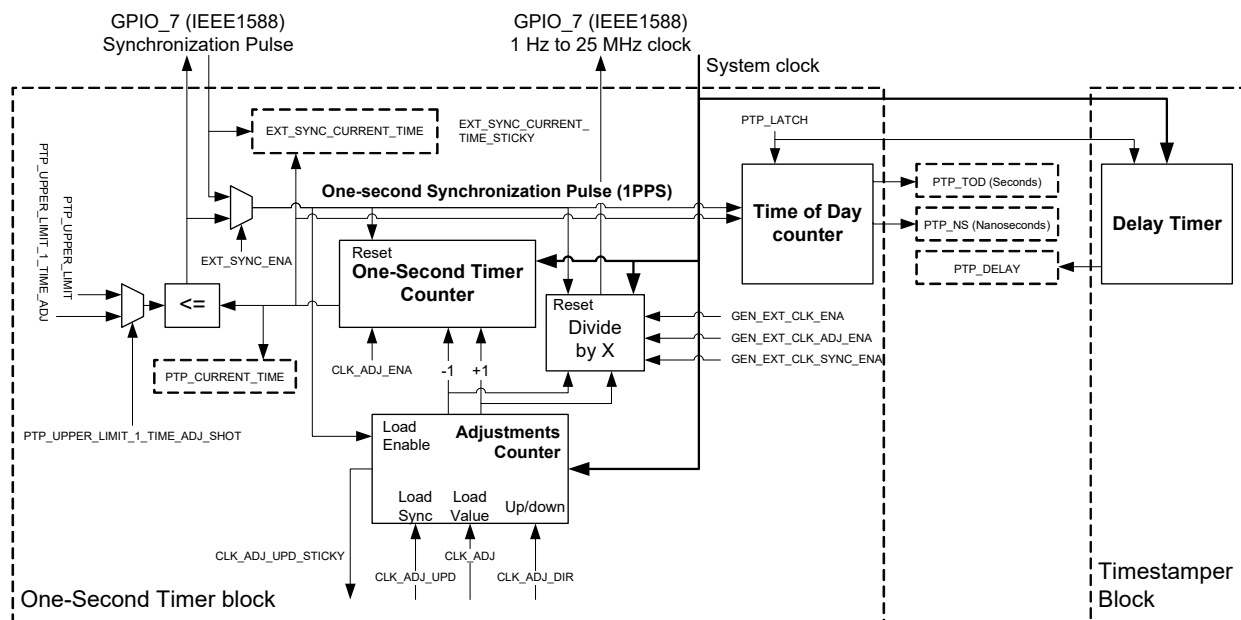 GPIO_7 (IEEE1588)
Synchronization Pulse
GPIO_7 (IEEE1588)
1 Hz to 25 MHz clock
System clock
EXT_SYNC_CURRENT_TIME
EXT_SYNC_CURRENT_
TIME_STICKY
PTP_LATCH
PTP_UPPER_LIMIT_1_TIME_ADJ
PTP_UPPER_LIMIT
One-second Synchronization Pulse (1PPS)
EXT_SYNC_ENA
Reset
One-Second Timer
Counter
Time of Day
counter
PTP_TOD (Seconds)
PTP_NS (Nanoseconds)
PTP_DELAY
Delay Timer
<=
Reset
Divide
by X
GEN_EXT_CLK_ENA
GEN_EXT_CLK_ADJ_ENA
GEN_EXT_CLK_SYNC_ENA
PTP_CURRENT_TIME
CLK_ADJ_ENA
-1
+1
PTP_UPPER_LIMIT_1_TIME_ADJ_SHOT
Load
Enable
Adjustments
Counter
Load
Sync
Load
Value
Up/down
CLK_ADJ_UPD_STICKY
CLK_ADJ_UPD
CLK_ADJ
CLK_ADJ_DIR
One-Second Timer block
Timestamper
Block